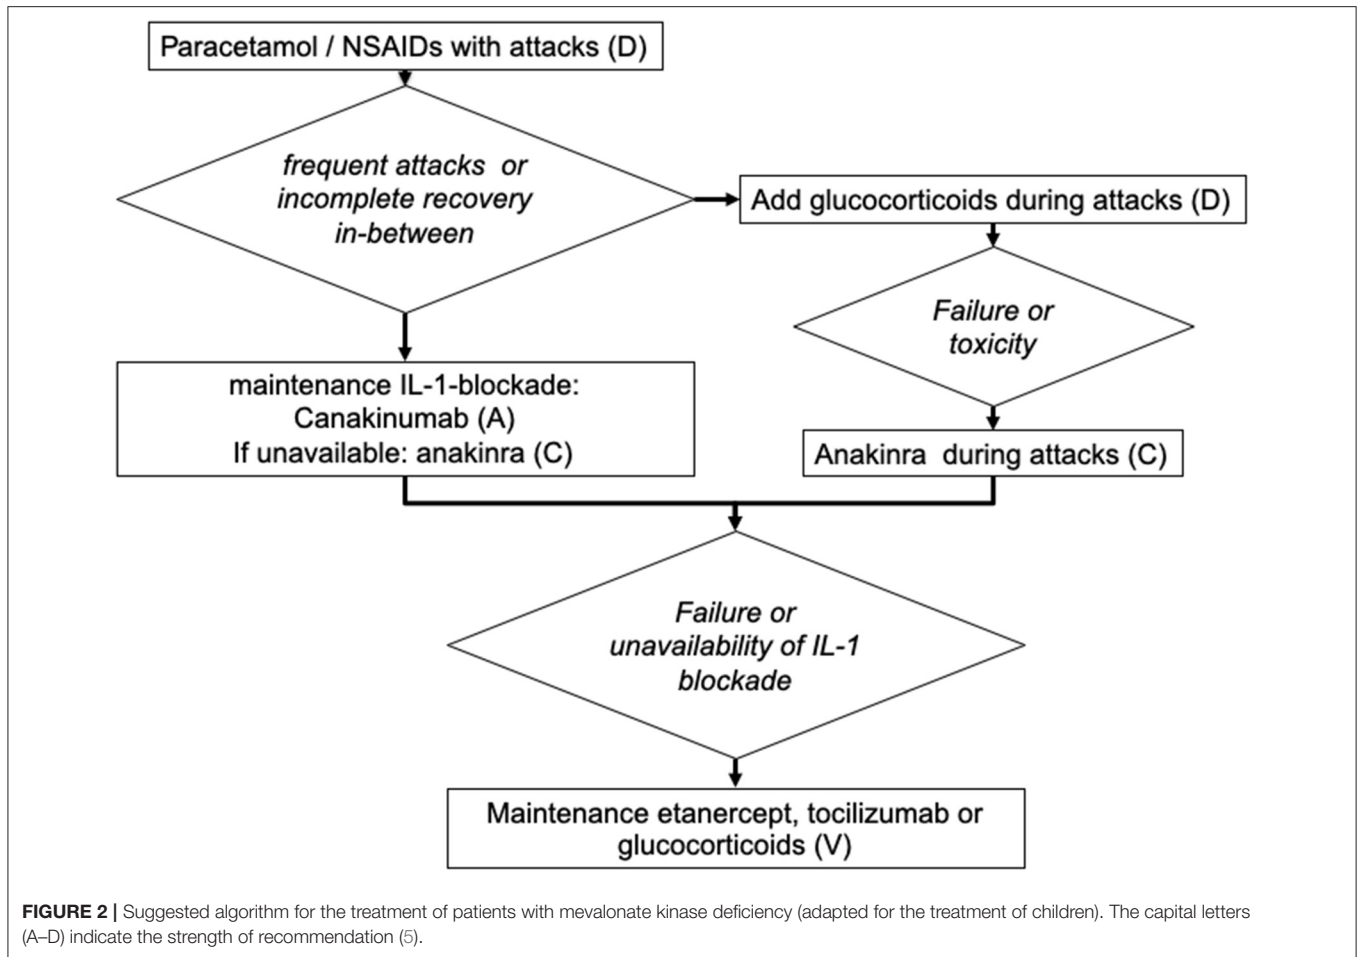 Paracetamol / NSAIDs with attacks (D)
frequent attacks or
incomplete recovery
in-between
Add glucocorticoids during attacks (D)
Failure or
toxicity
maintenance IL-1-blockade:
Canakinumab (A)
If unavailable: anakinra (C)
Anakinra during attacks (C)
Failure or
unavailability of IL-1
blockade
Maintenance etanercept, tocilizumab or
glucocorticoids (V)
FIGURE 2 | Suggested algorithm for the treatment of patients with mevalonate kinase deficiency (adapted for the treatment of children). The capital letters
(A–D) indicate the strength of recommendation (5).